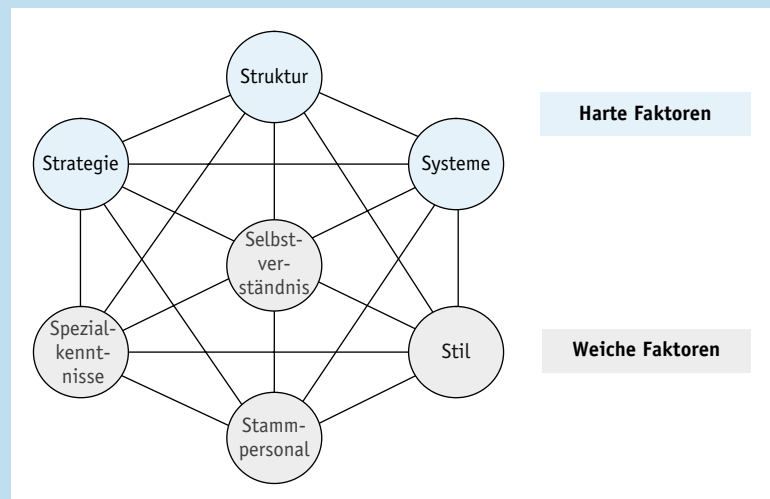 Struktur
Harte Faktoren
Strategie
Systeme
Selbst-
ver-
ständnis
Spezial-
kennt-
nisse
Stil
Weiche Faktoren
Stamm-
personal